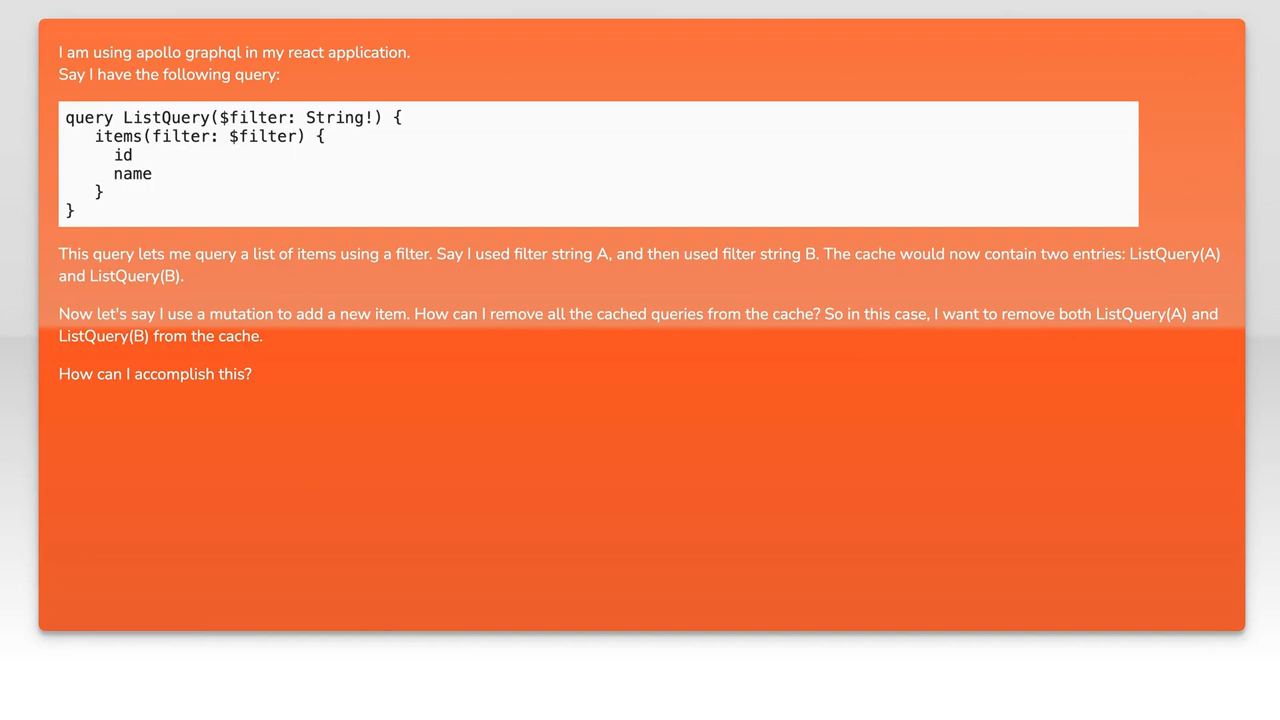 I am using apollo graphql in my react application.
Say I have the following query:
query ListQuery($filter: String!) {
   items(filter: $filter) {
     id
     name
   }
}
This query lets me query a list of items using a filter. Say I used filter string A, and then used filter string B. The cache would now contain two entries: ListQuery(A)
and ListQuery(B).
Now let's say I use a mutation to add a new item. How can I remove all the cached queries from the cache? So in this case, I want to remove both ListQuery(A) and
ListQuery(B) from the cache.
How can I accomplish this?